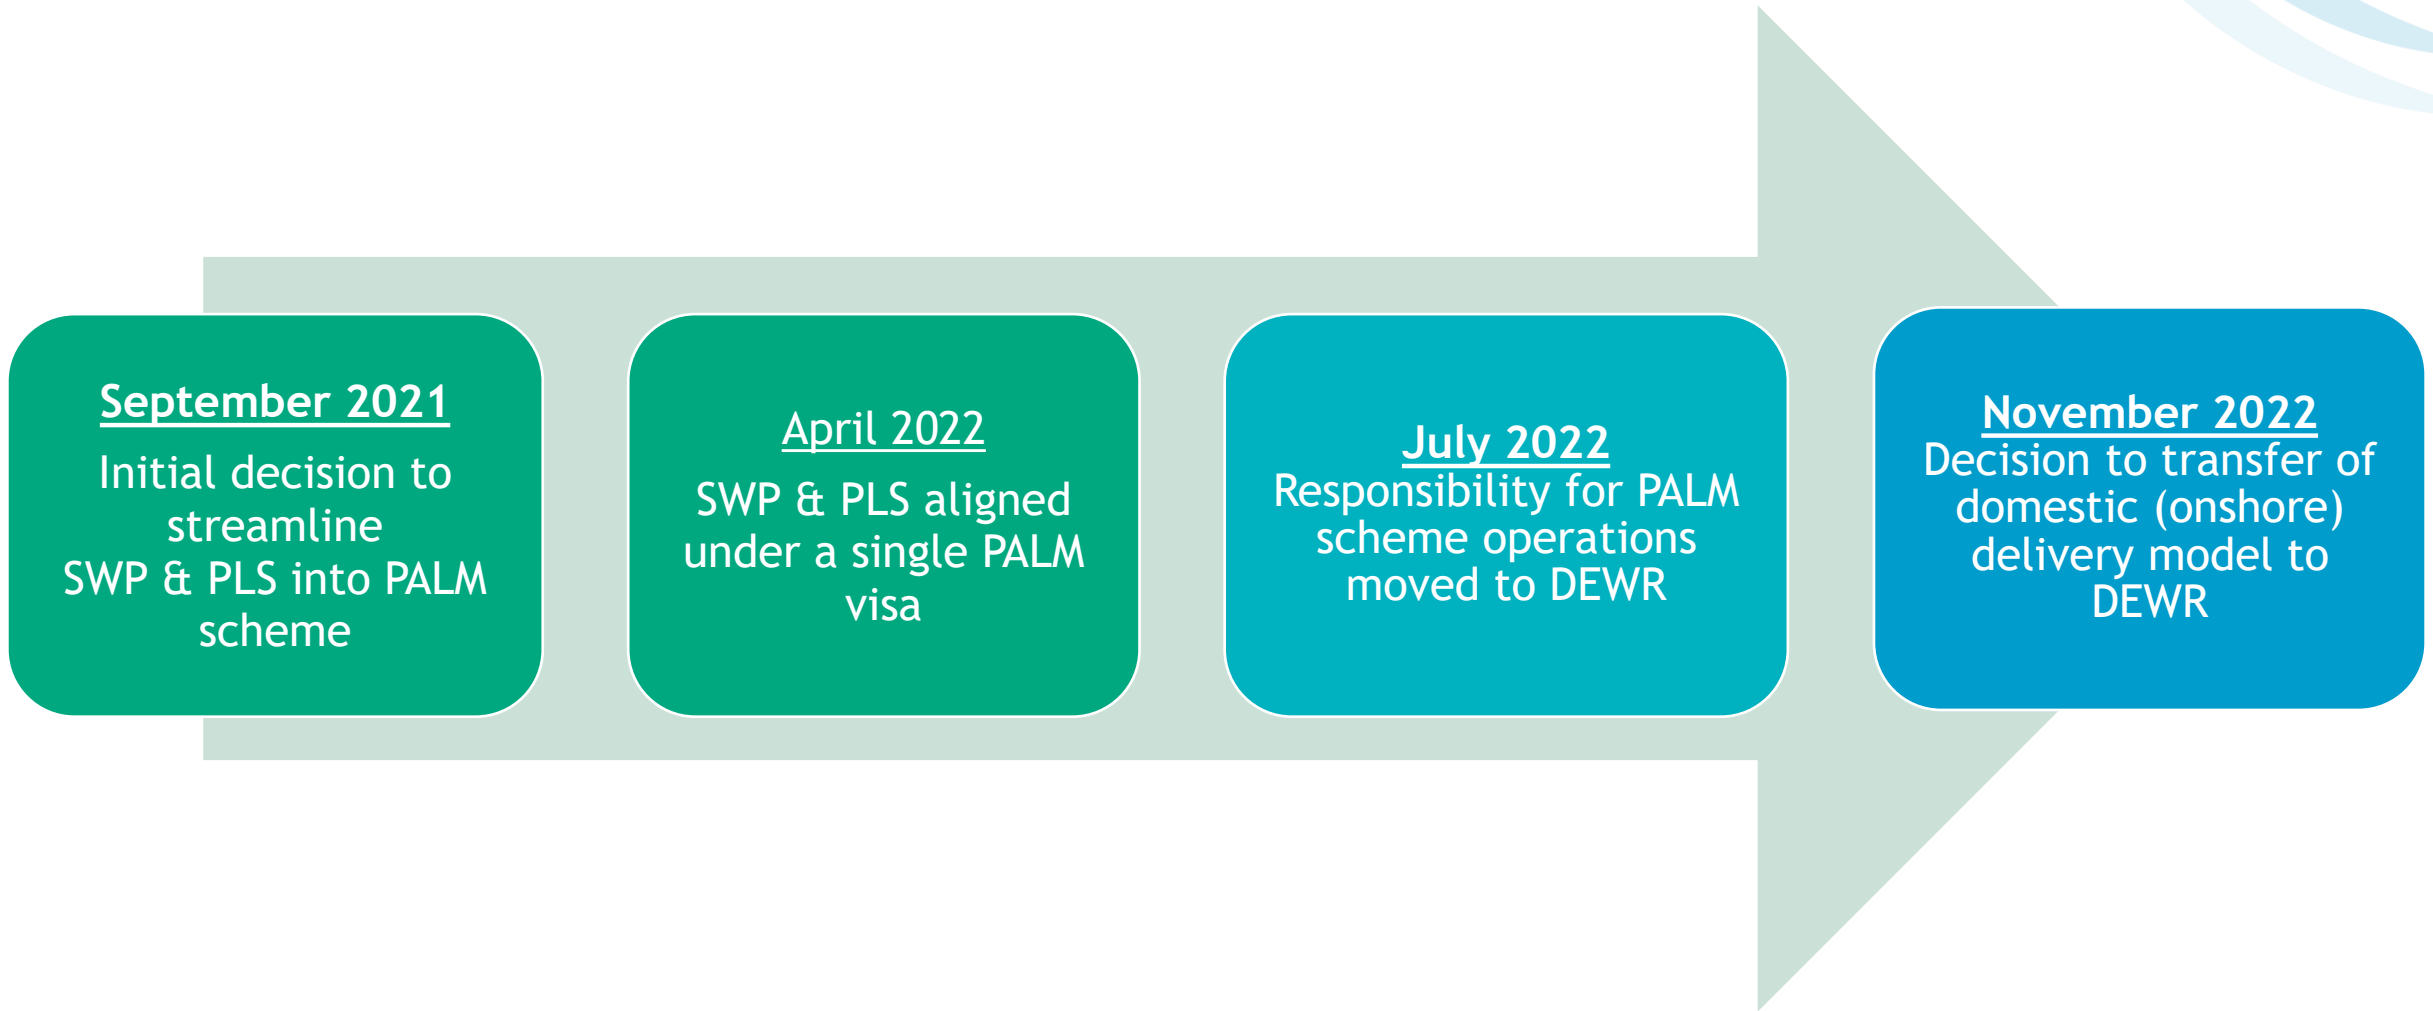 September 2021
Initial decision to
streamline
SWP & PLS into PALM
scheme
April 2022
SWP & PLS aligned
under a single PALM
visa
July 2022
Responsibility for PALM
scheme operations
moved to DEWR
November 2022
Decision to transfer of
domestic (onshore)
delivery model to
DEWR